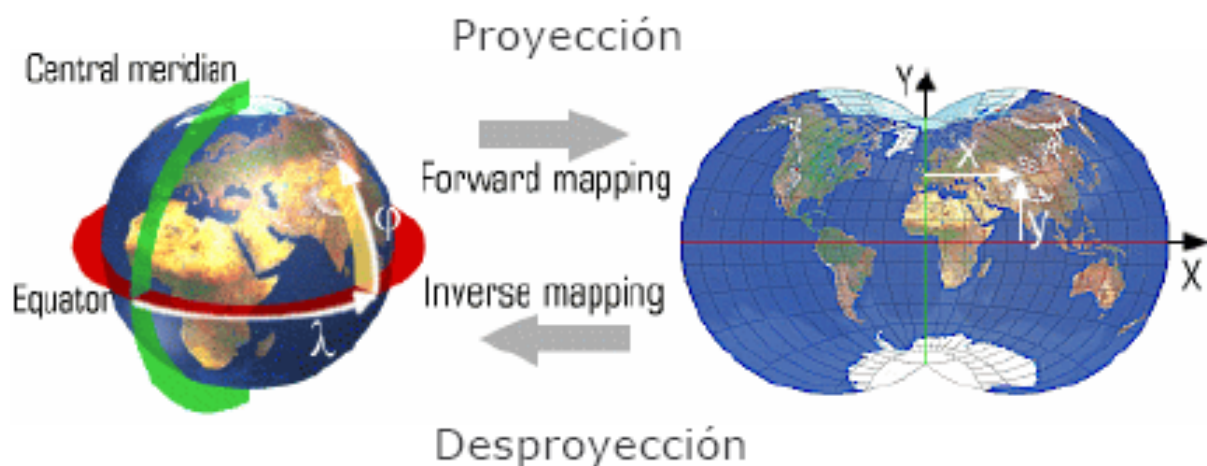 Proyección
Central meridian
Y
Forward mapping
x
φ
y
X
Equator
Inverse mapping
λ
Desproyección